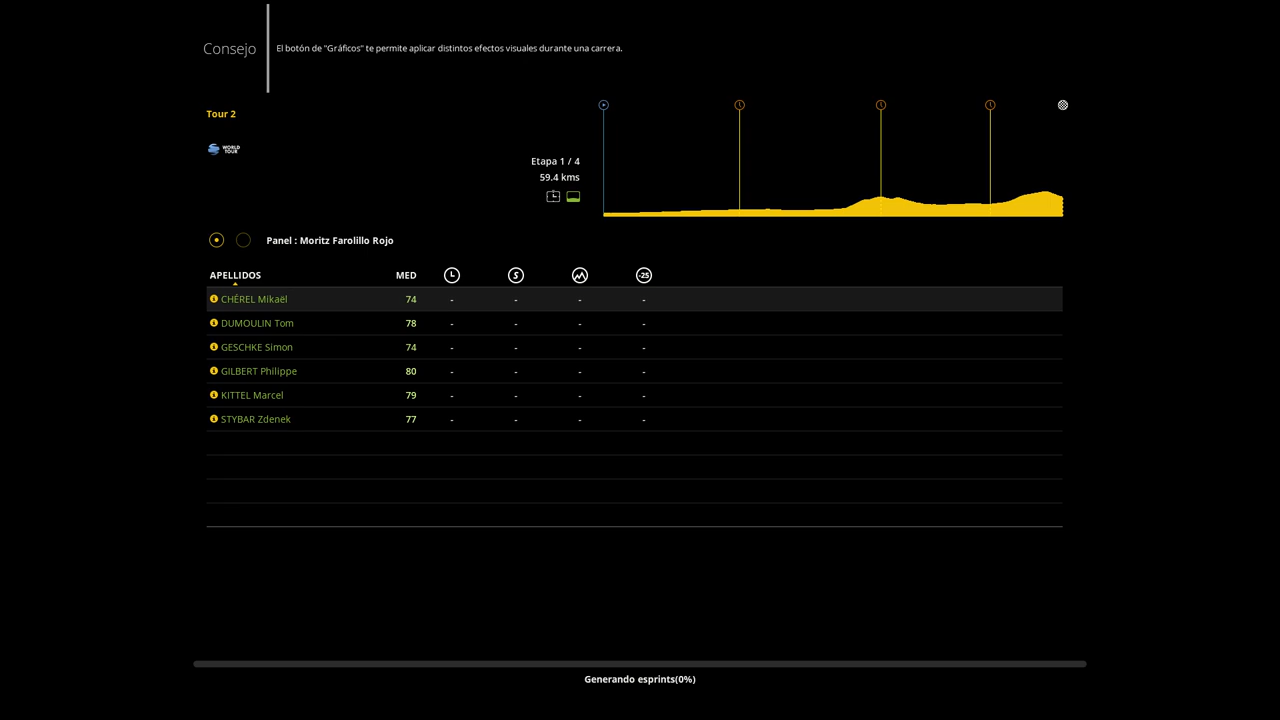 Consejo
El botón de "Gráficos" te permite aplicar distintos efectos visuales durante una carrera.
Tour 2
WORLD TOUR
Etapa 1 / 4
59.4 kms
Panel : Moritz Farolillo Rojo
APELLIDOS MED S -25
CHÉREL Mikaël 74 - - - -
DUMOULIN Tom 78 - - - -
GESCHKE Simon 74 - - - -
GILBERT Philippe 80 - - - -
KITTEL Marcel 79 - - - -
STYBAR Zdenek 77 - - - -
Generando esprints(0%)